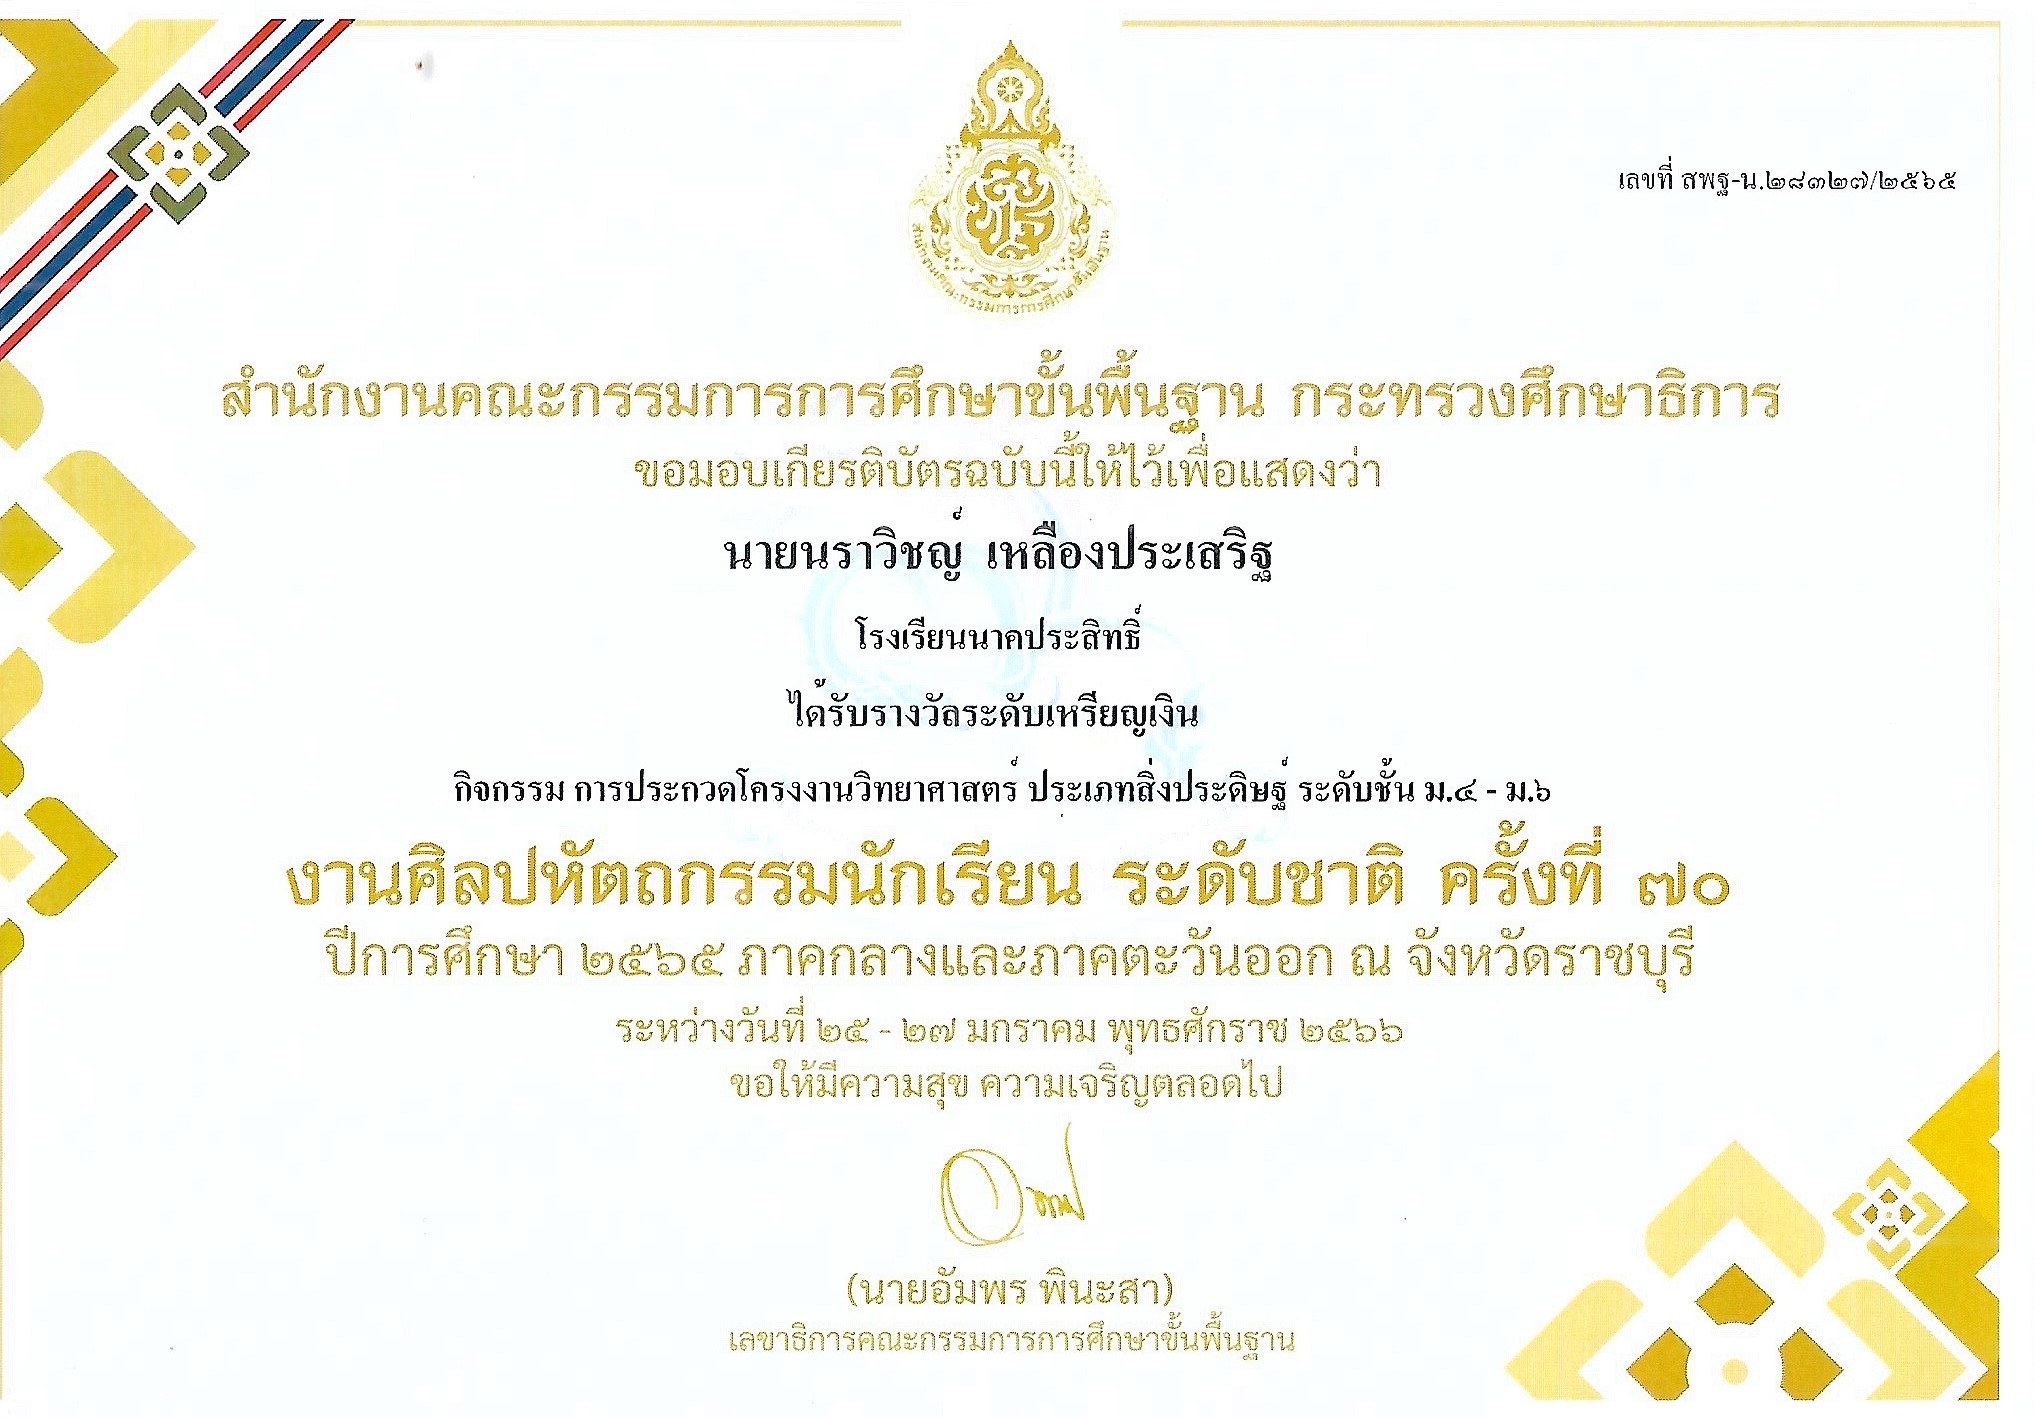 สำนักงานคณะกรรมการการศึกษาขั้นพื้นฐาน
เลขที่ สพฐ-น.๒๘๓๒๗/๒๕๖๕
สำนักงานคณะกรรมการการศึกษาขั้นพื้นฐาน กระทรวงศึกษาธิการ
ขอมอบเกียรติบัตรฉบับนี้ให้ไว้เพื่อแสดงว่า
นายนราวิชญ์ เหลืองประเสริฐ
โรงเรียนนาคประสิทธิ์
ได้รับรางวัลระดับเหรียญเงิน
กิจกรรม การประกวดโครงงานวิทยาศาสตร์ ประเภทสิ่งประดิษฐ์ ระดับชั้น ม.๔ - ม.๖
งานศิลปหัตถกรรมนักเรียน ระดับชาติ ครั้งที่ ๗๐
ปีการศึกษา ๒๕๖๕ ภาคกลางและภาคตะวันออก ณ จังหวัดราชบุรี
ระหว่างวันที่ ๒๕ - ๒๗ มกราคม พุทธศักราช ๒๕๖๖
ขอให้มีความสุข ความเจริญตลอดไป
(นายอัมพร พินะสา)
เลขาธิการคณะกรรมการการศึกษาขั้นพื้นฐาน